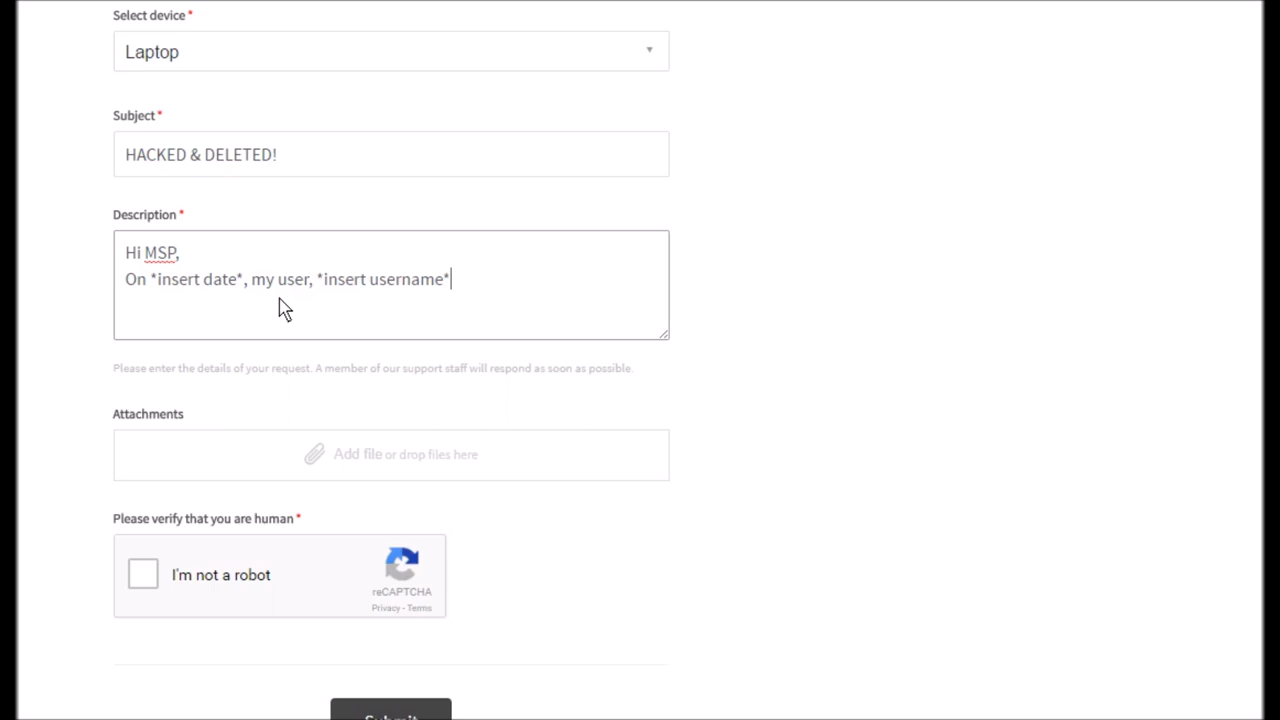 Select device *
Laptop
Subject *
HACKED & DELETED!
Description *
Hi MSP,
On *insert date*, my user, *insert username*
Please enter the details of your request. A member of our support staff will respond as soon as possible.
Attachments
Add file or drop files here
Please verify that you are human *
I'm not a robot
reCAPTCHA
Privacy - Terms
Submit